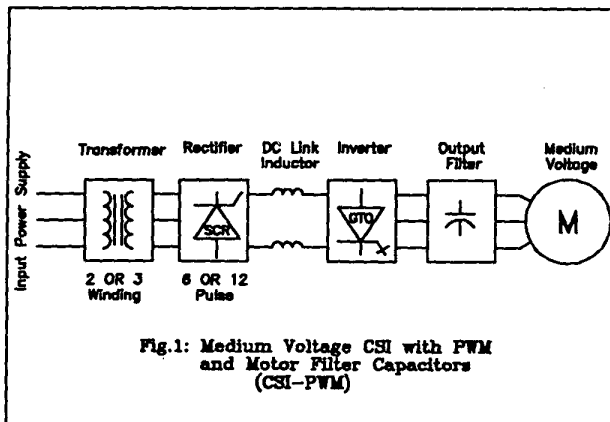 Input Power Supply
Transformer
Rectifier
DC Link
Inductor
Inverter
Output
Filter
Medium
Voltage
SCR
GTO
M
2 OR 3
Winding
6 OR 12
Pulse
Fig.1: Medium Voltage CSI with PWM
and Motor Filter Capacitors
(CSI-PWM)